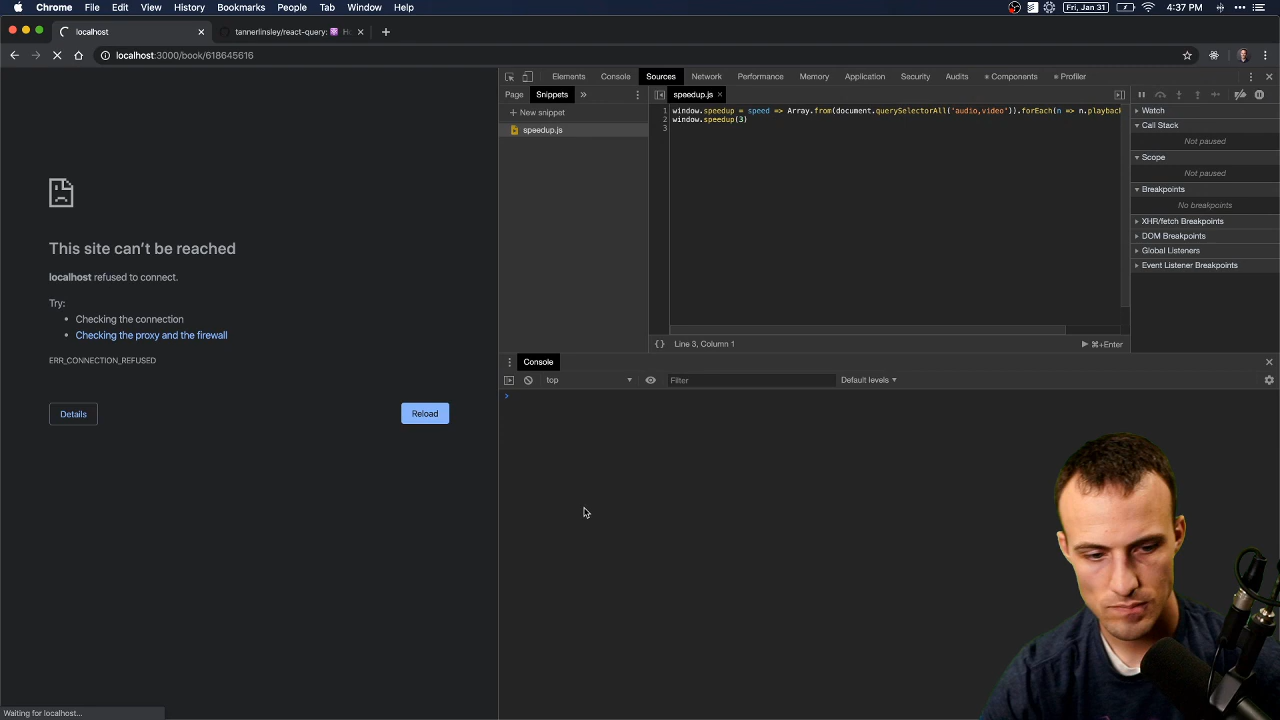 Chrome File Edit View History Bookmarks People Tab Window Help Fri, Jan 31 4:37 PM
localhost tannerlinsley/react-query: ⚛️ H
localhost:3000/book/618645616
Elements Console Sources Network Performance Memory Application Security Audits Components Profiler
Page Snippets » speedup.js
+ New snippet
speedup.js
1 window.speedup = speed => Array.from(document.querySelectorAll('audio,video')).forEach(n => n.playback
2 window.speedup(3)
3
Watch
Call Stack
Not paused
Scope
Not paused
Breakpoints
No breakpoints
XHR/fetch Breakpoints
DOM Breakpoints
Global Listeners
Event Listener Breakpoints
This site can't be reached
localhost refused to connect.
Try:
• Checking the connection
• Checking the proxy and the firewall
ERR_CONNECTION_REFUSED
Details Reload
{} Line 3, Column 1 ⌘+Enter
Console
top Filter Default levels
>
Waiting for localhost...